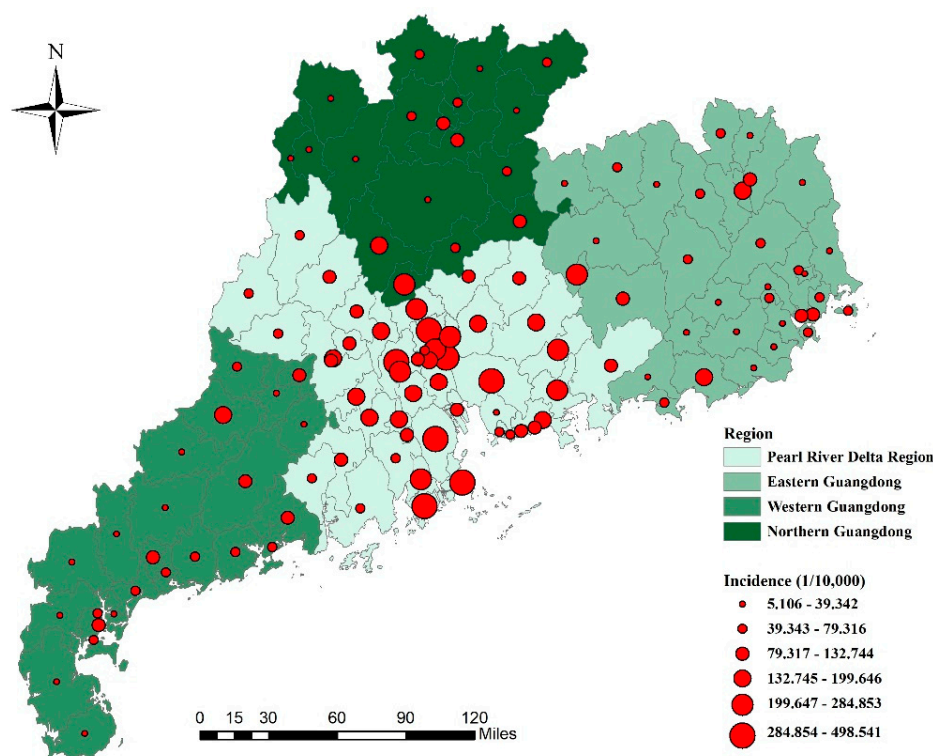 N
Region
Pearl River Delta Region
Eastern Guangdong
Western Guangdong
Northern Guangdong
Incidence (1/10,000)
5.106 - 39.342
39.343 - 79.316
79.317 - 132.744
132.745 - 199.646
199.647 - 284.853
284.854 - 498.541
0 15 30 60 90 120
Miles